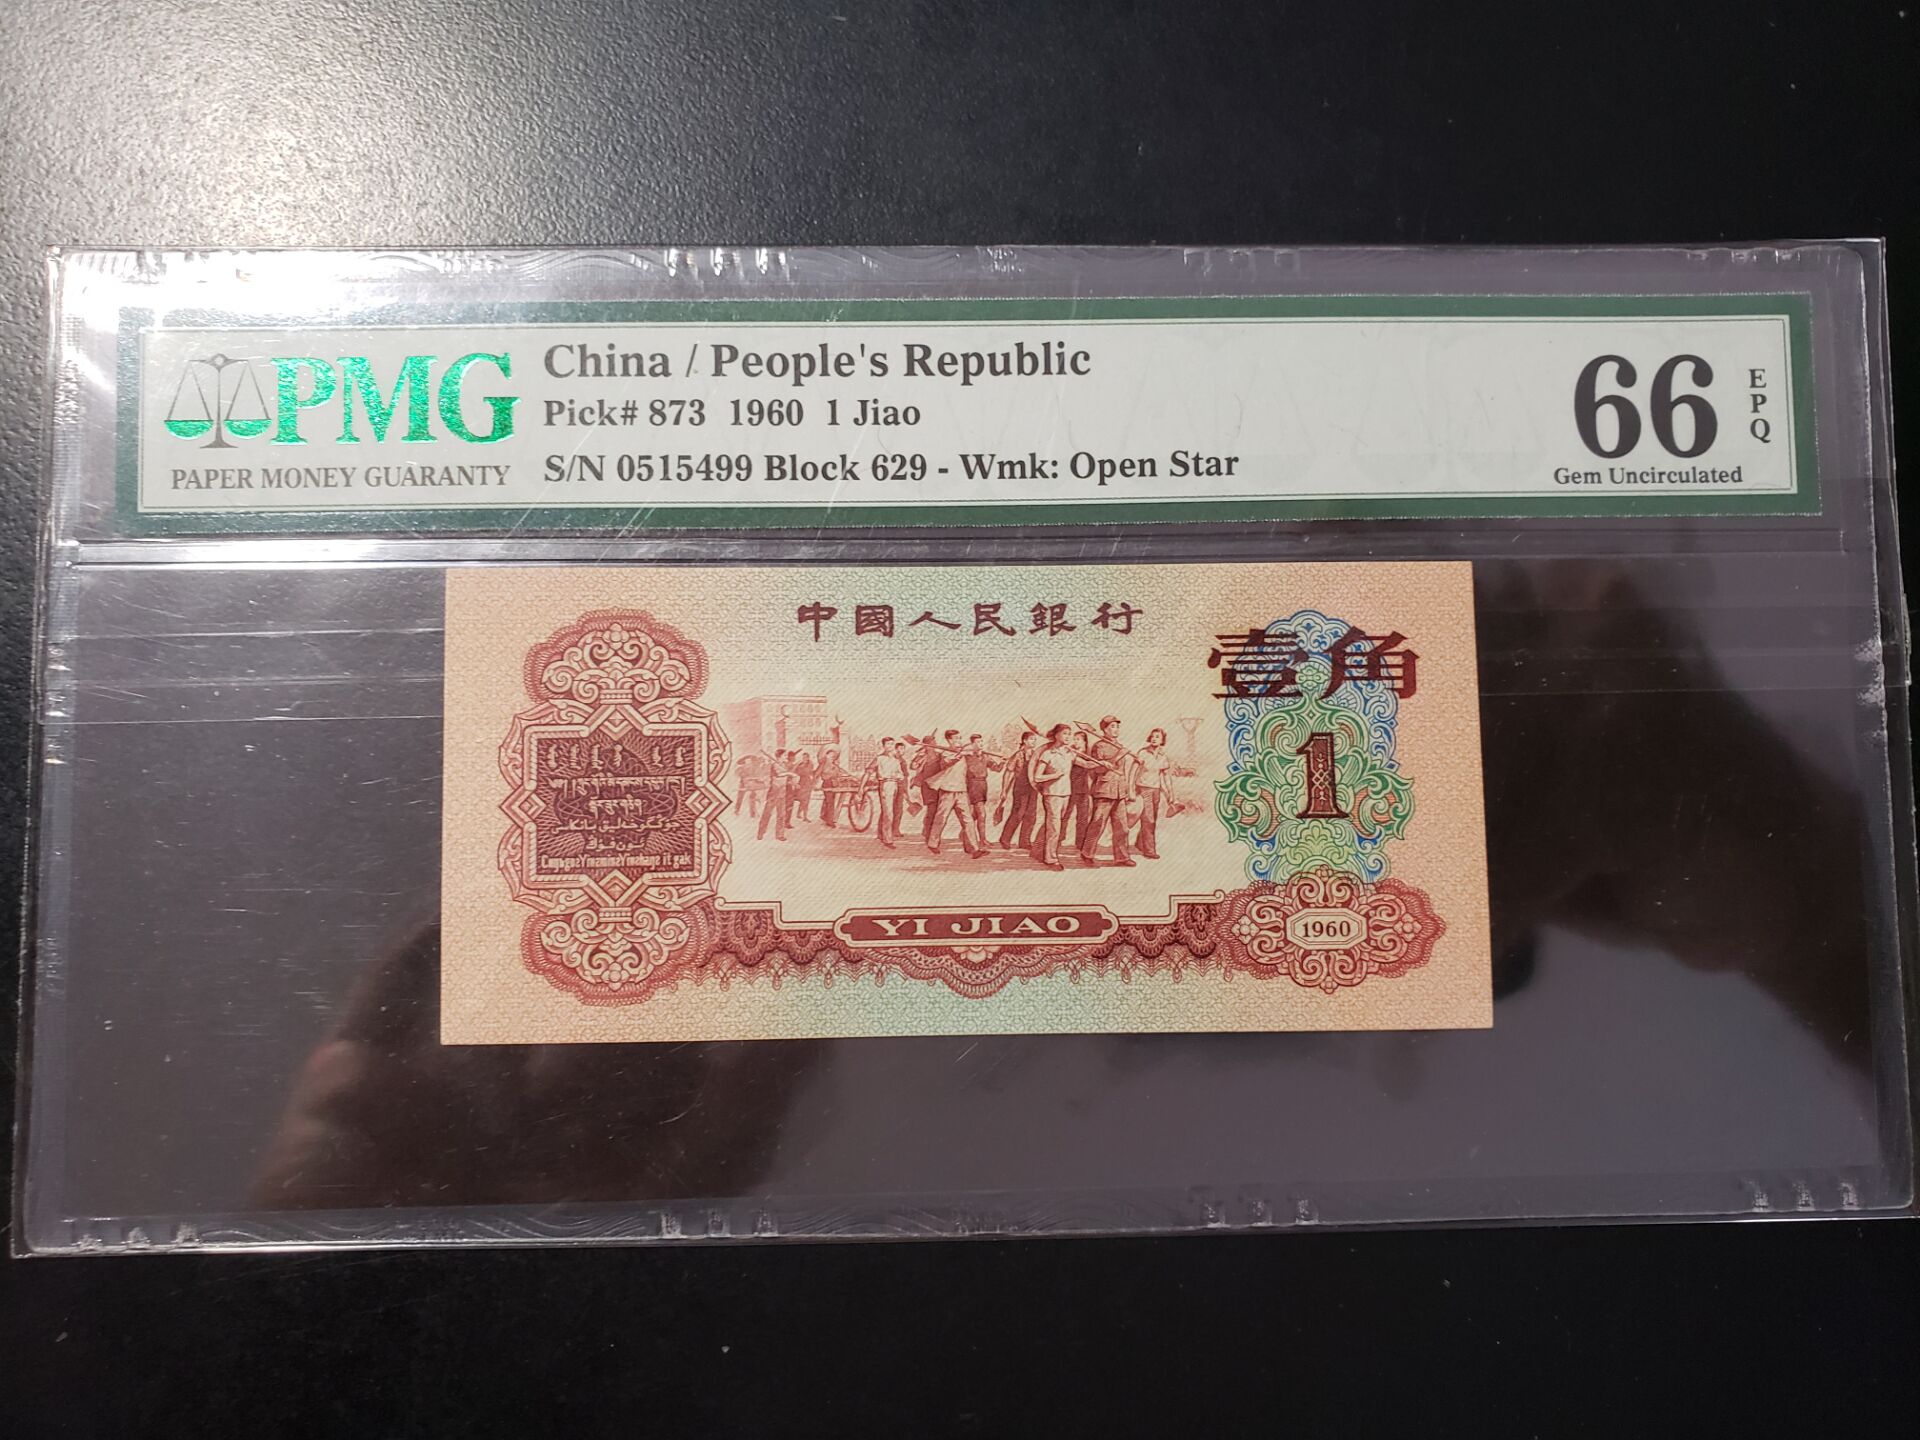 PMG
PAPER MONEY GUARANTY
China / People's Republic
Pick# 873 1960 1 Jiao
S/N 0515499 Block 629 - Wmk: Open Star
66
EPQ
Gem Uncirculated
中國人民銀行
壹角
1
YI JIAO
1960